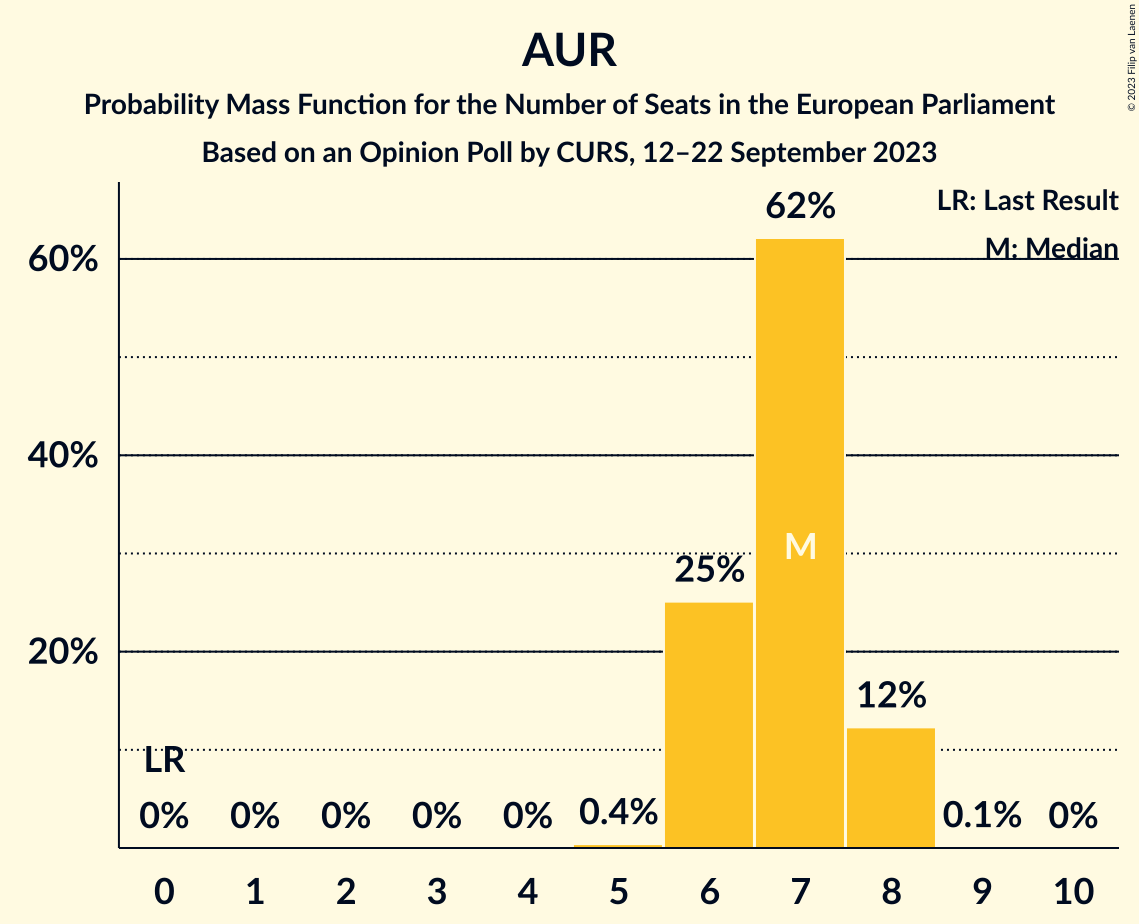 AUR
Probability Mass Function for the Number of Seats in the European Parliament
Based on an Opinion Poll by CURS, 12–22 September 2023
© 2023 Filip van Laenen
LR: Last Result
M: Median
60%
40%
20%
LR
0%
0%
0%
0%
0%
0.4%
25%
62%
M
12%
0.1%
0%
0 1 2 3 4 5 6 7 8 9 10